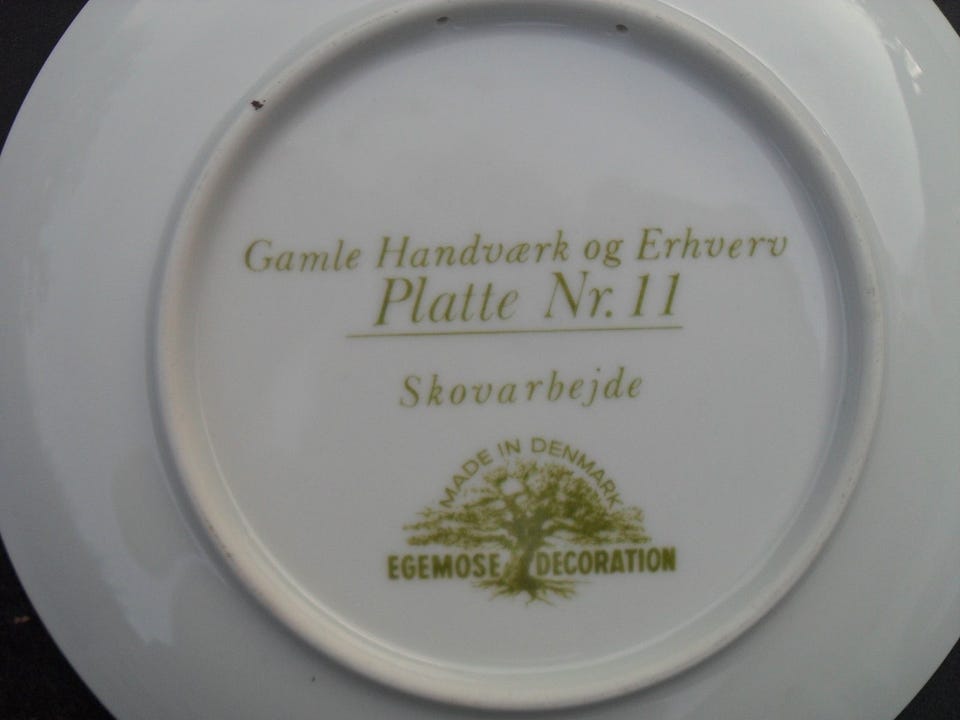 Gamle Handværk og Erhverv
Platte Nr. 11
Skovarbejde
MADE IN DENMARK
EGEMOSE DECORATION